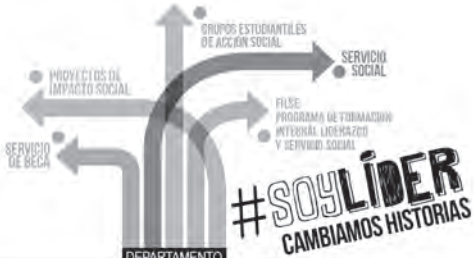 GRUPOS ESTUDIANTILES
DE ACCIÓN SOCIAL
SERVICIO
SOCIAL
PROYECTOS DE
IMPACTO SOCIAL
FILSE:
PROGRAMA DE FORMACIÓN
INTEGRAL LIDERAZGO
Y SERVICIO SOCIAL
SERVICIO
DE BECA
#SOYLÍDER
CAMBIAMOS HISTORIAS
DEPARTAMENTO